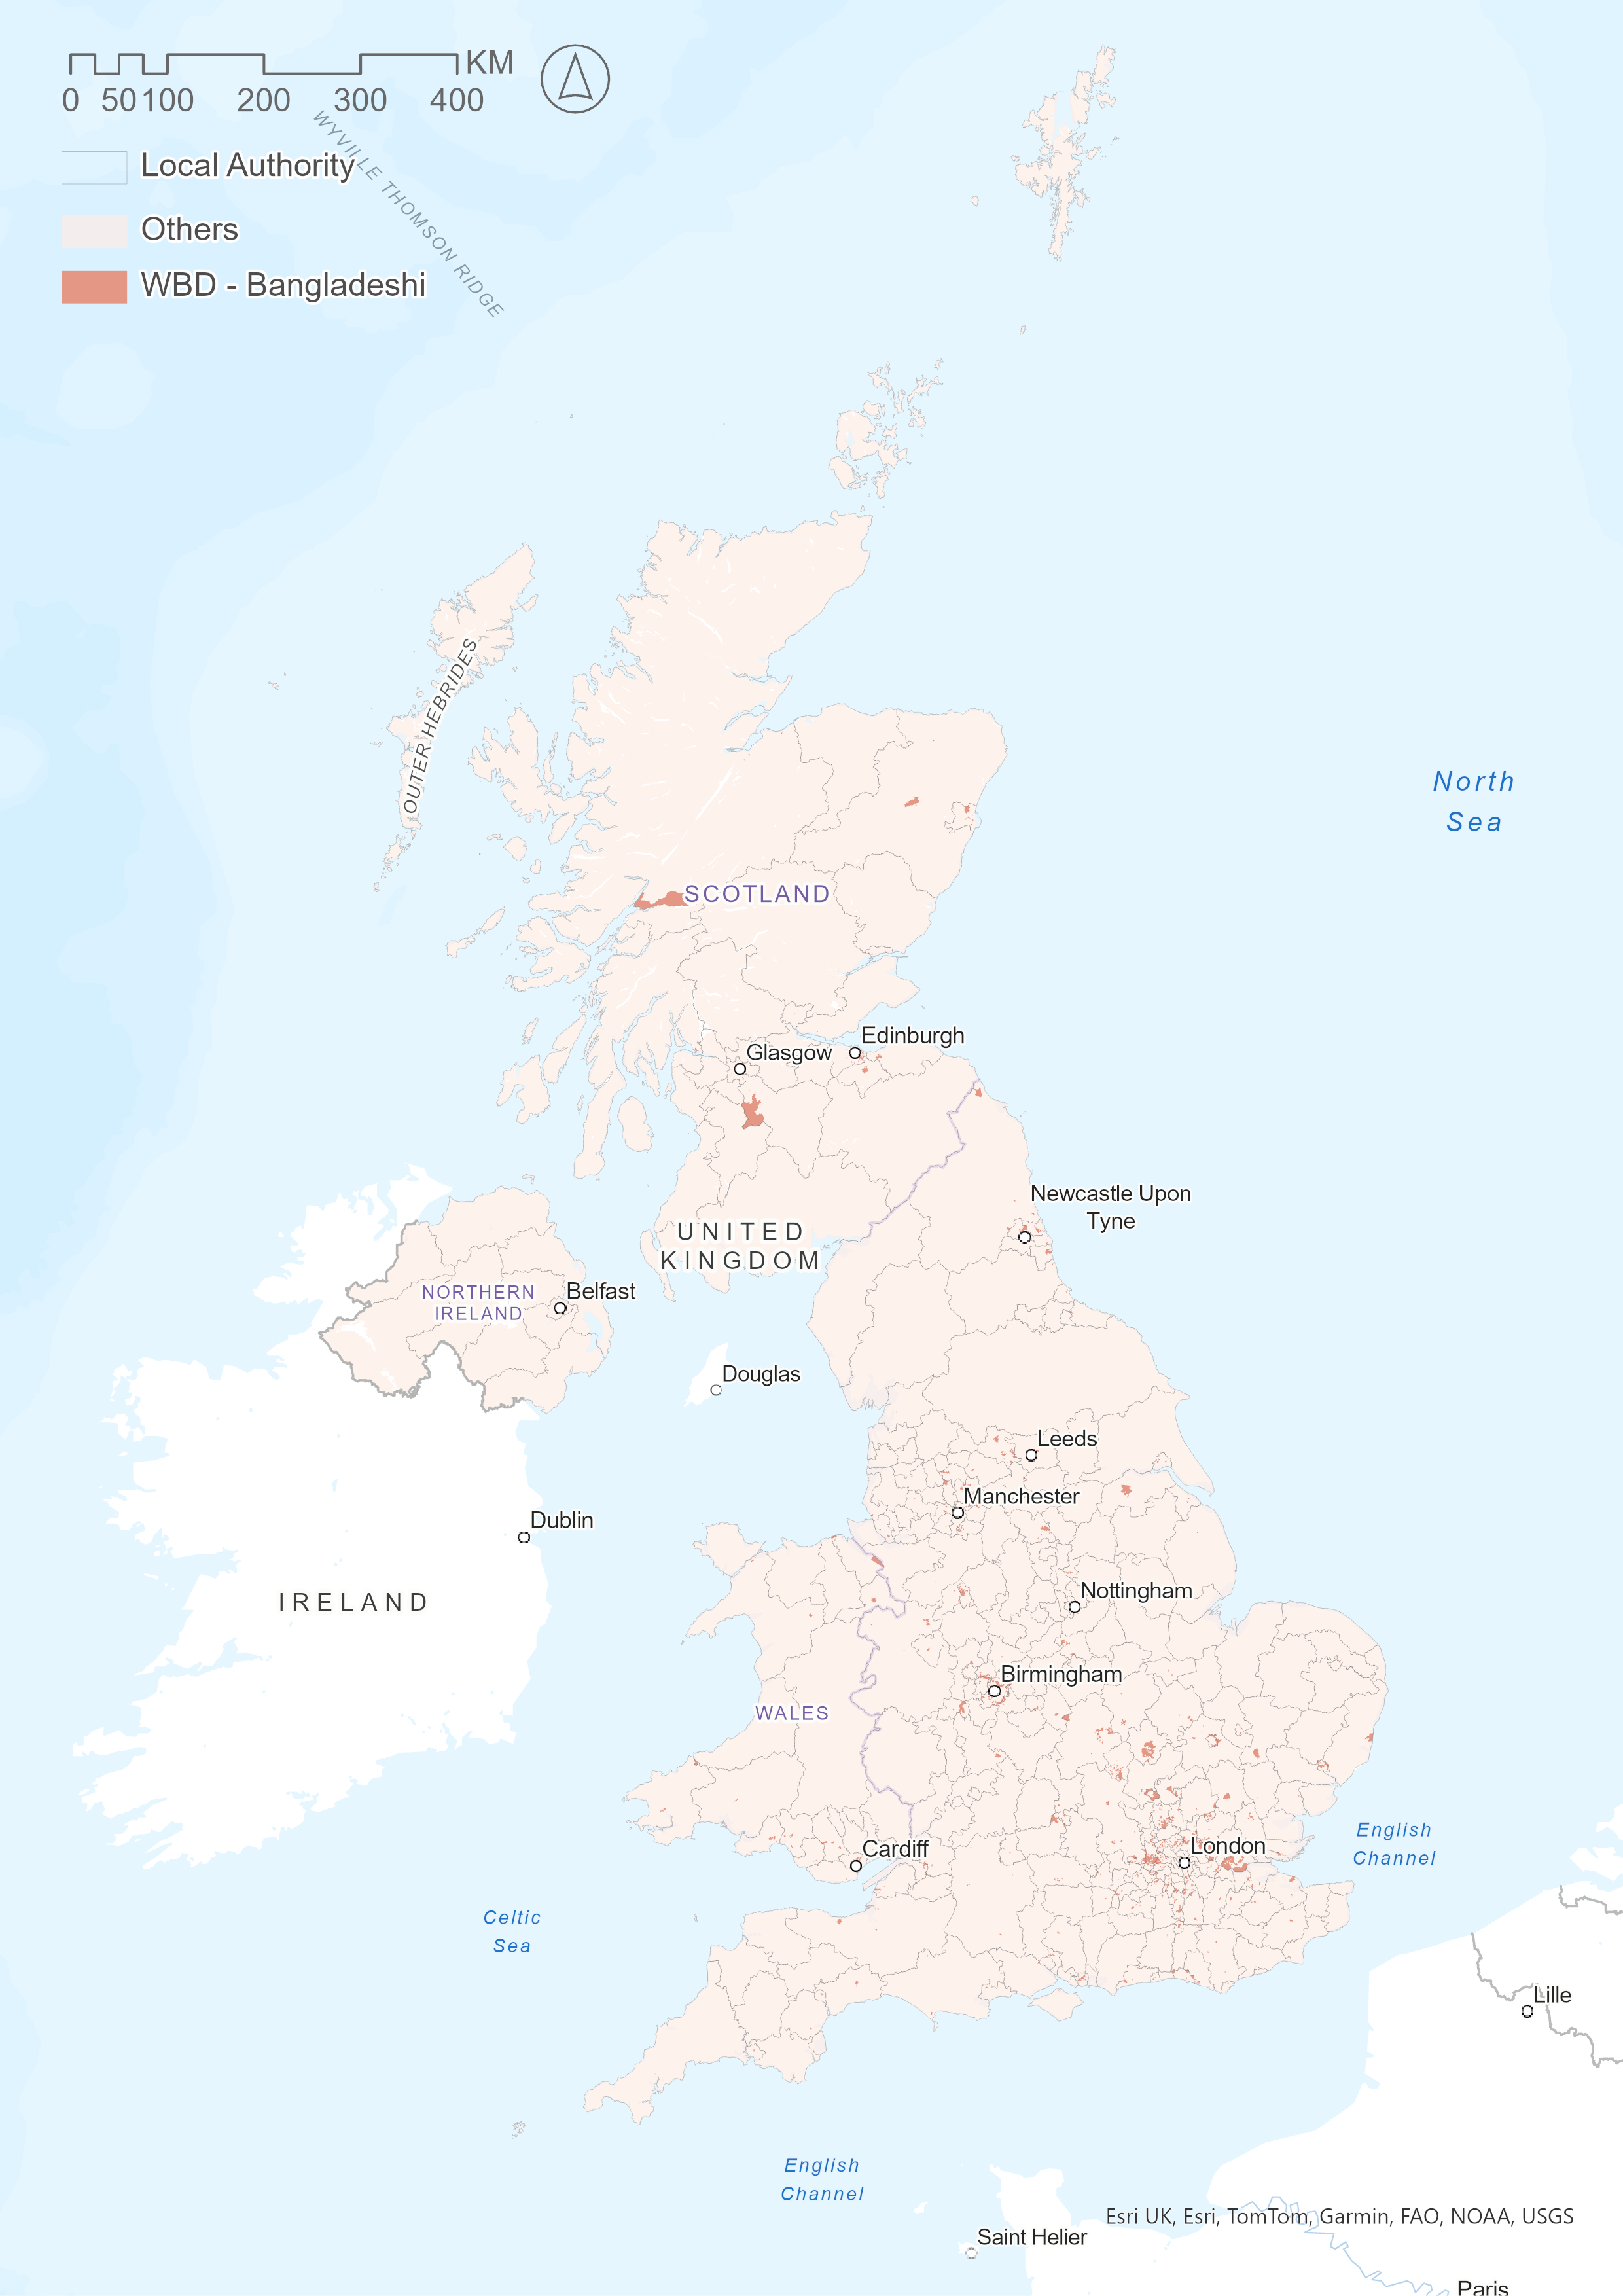 KM
0 50 100 200 300 400
WYVILLE THOMSON RIDGE
Local Authority
Others
WBD - Bangladeshi
OUTER HEBRIDES
North
Sea
SCOTLAND
Edinburgh
Glasgow
Newcastle Upon
Tyne
UNITED
KINGDOM
NORTHERN
IRELAND
Belfast
Douglas
Leeds
Manchester
Dublin
IRELAND
Nottingham
Birmingham
WALES
English
Channel
London
Cardiff
Celtic
Sea
Lille
English
Channel
Esri UK, Esri, TomTom, Garmin, FAO, NOAA, USGS
Saint Helier
Paris